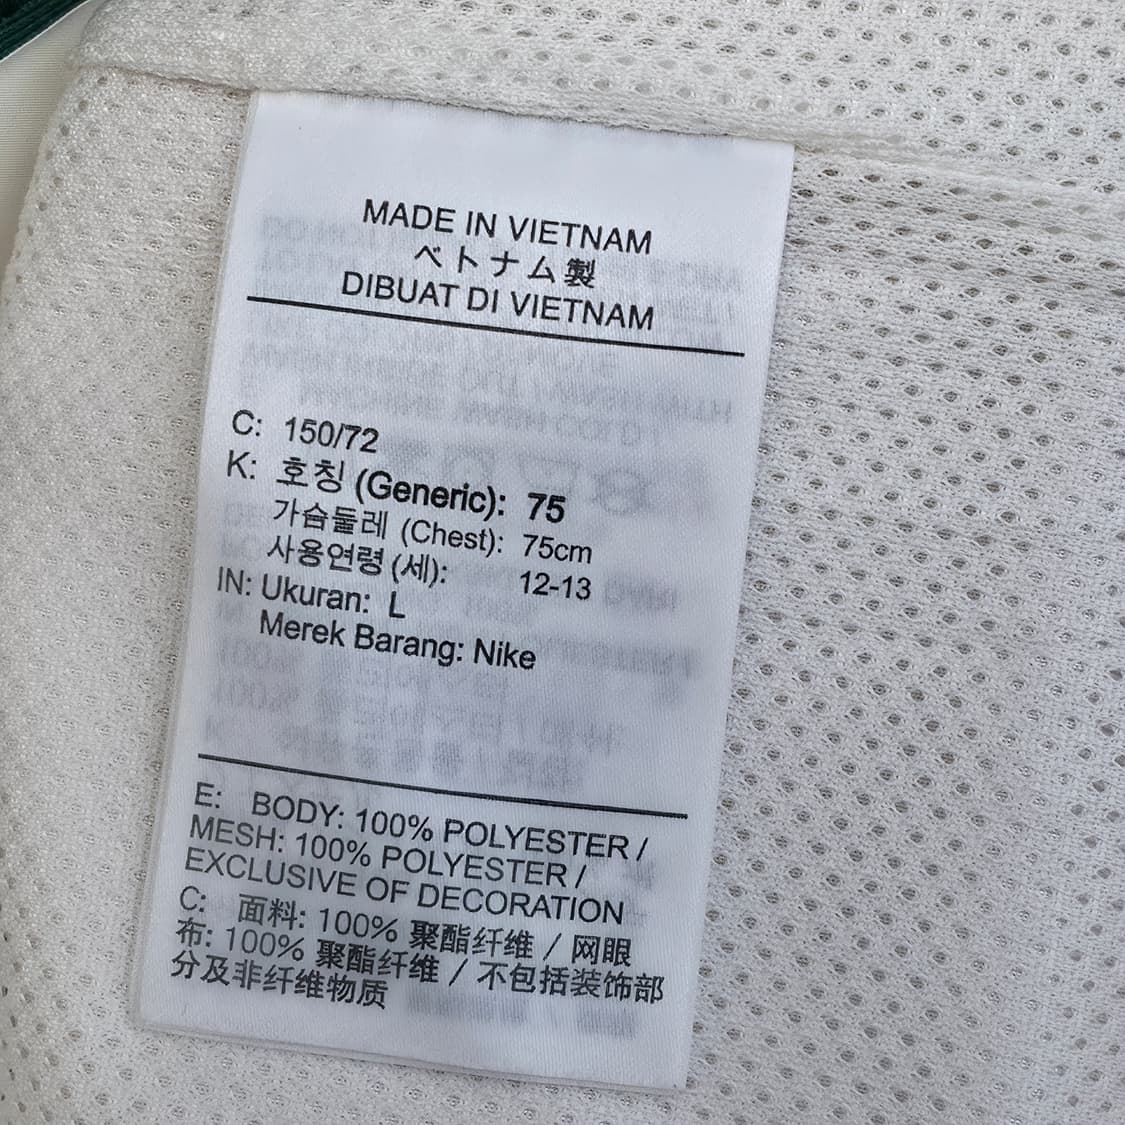 MADE IN VIETNAM
ベトナム製
DIBUAT DI VIETNAM
C: 150/72
K: 호칭 (Generic): 75
가슴둘레 (Chest): 75cm
사용연령 (세): 12-13
IN: Ukuran: L
Merek Barang: Nike
E: BODY: 100% POLYESTER /
MESH: 100% POLYESTER /
EXCLUSIVE OF DECORATION
C: 面料: 100% 聚酯纤维 / 网眼
布: 100% 聚酯纤维 / 不包括装饰部
分及非纤维物质